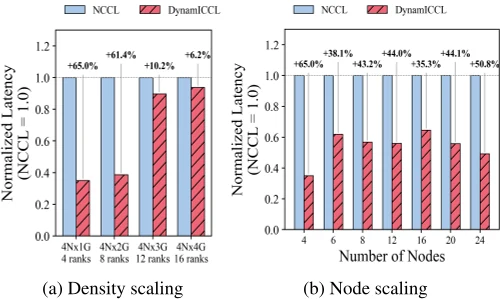 NCCL DynamICCL
Normalized Latency
(NCCL = 1.0)
1.2
1.0
0.8
0.6
0.4
0.2
0.0
+65.0%
+61.4%
+10.2%
+6.2%
4Nx1G 4Nx2G 4Nx3G 4Nx4G
4 ranks 8 ranks 12 ranks 16 ranks
(a) Density scaling
NCCL DynamICCL
Normalized Latency
(NCCL = 1.0)
1.2
1.0
0.8
0.6
0.4
0.2
0.0
+65.0%
+38.1%
+43.2%
+44.0%
+35.3%
+44.1%
+50.8%
4 6 8 12 16 20 24
Number of Nodes
(b) Node scaling